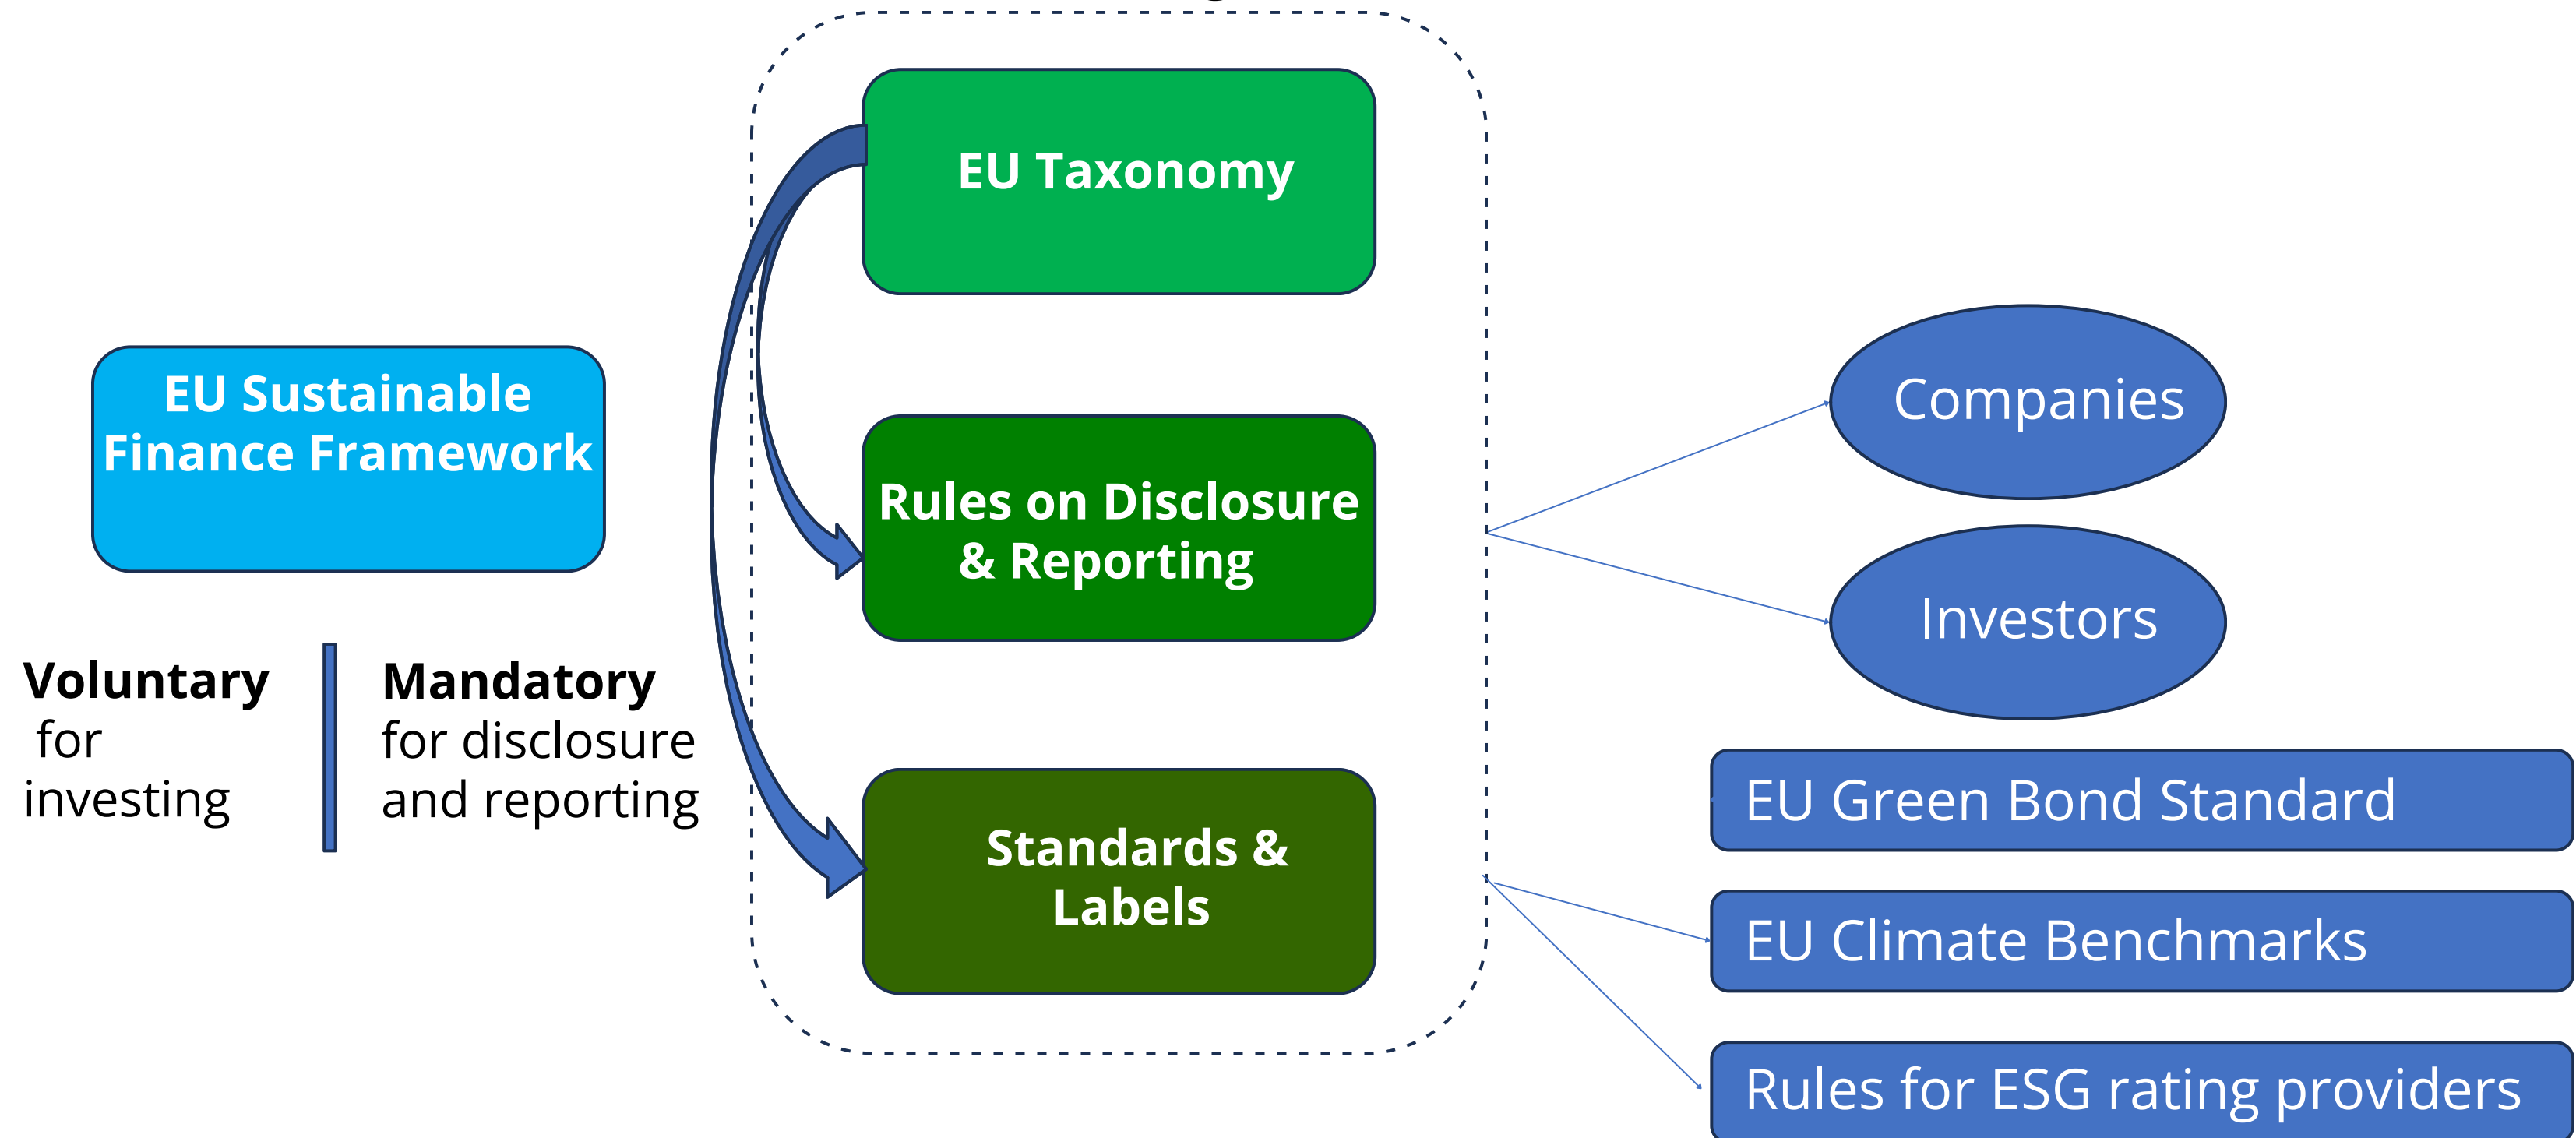 EU Taxonomy
EU Sustainable
Finance Framework
Rules on Disclosure
& Reporting
Standards &
Labels
Voluntary
for
investing
Mandatory
for disclosure
and reporting
Companies
Investors
EU Green Bond Standard
EU Climate Benchmarks
Rules for ESG rating providers